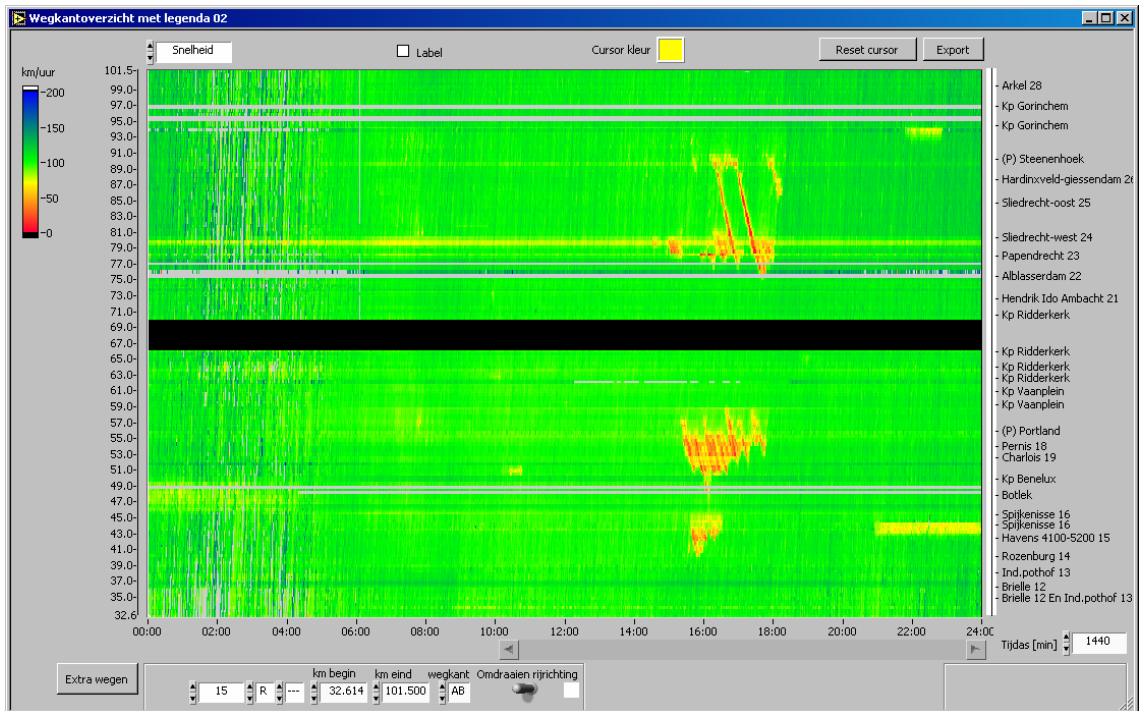 Wegkantoverzicht met legenda 02
Snelheid
Label
Cursor kleur
Reset cursor
Export
km/uur
200
150
100
50
0
101.5
99.0
97.0
95.0
93.0
91.0
89.0
87.0
85.0
83.0
81.0
79.0
77.0
75.0
73.0
71.0
69.0
67.0
65.0
63.0
61.0
59.0
57.0
55.0
53.0
51.0
49.0
47.0
45.0
43.0
41.0
39.0
37.0
35.0
32.6
Arkel 28
Kp Gorinchem
Kp Gorinchem
(P) Steenenhoek
Hardinxveld-giessendam 26
Sliedrecht-oost 25
Sliedrecht-west 24
Papendrecht 23
Alblasserdam 22
Hendrik Ido Ambacht 21
Kp Ridderkerk
Kp Ridderkerk
Kp Ridderkerk
Kp Ridderkerk
Kp Vaanplein
Kp Vaanplein
(P) Portland
Pernis 18
Charlois 19
Kp Benelux
Botlek
Spijkenisse 16
Spijkenisse 16
Havens 4100-5200 15
Rozenburg 14
Ind.pothof 13
Brielle 12
Brielle 12 En Ind.pothof 13
00:00 02:00 04:00 06:00 08:00 10:00 12:00 14:00 16:00 18:00 20:00 22:00 24:00
Tijdas [min] 1440
Extra wegen
km begin km eind wegkant Omdraaien rijrichting
15 R --- 32.614 101.500 AB